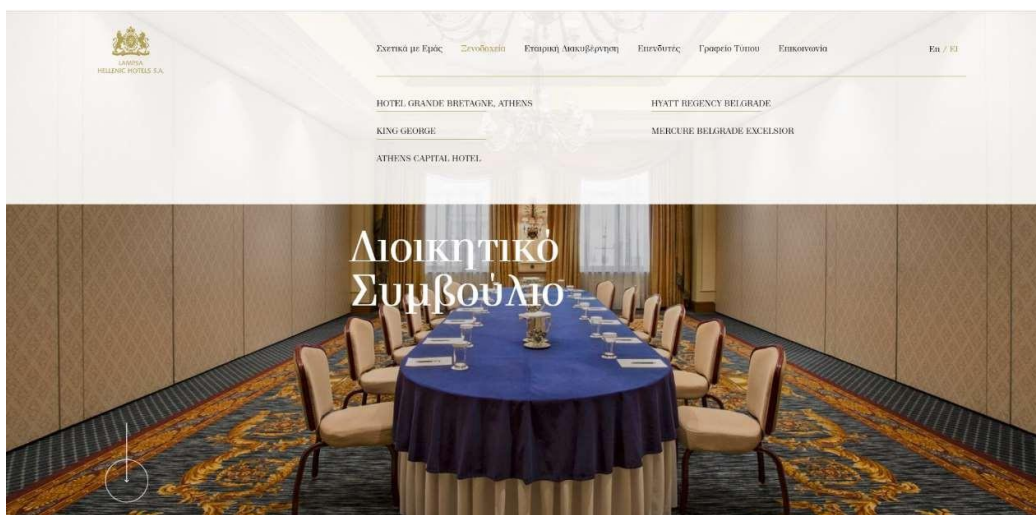 LAMPSA
HELLENIC HOTELS S.A.
Σχετικά με Εμάς Ξενοδοχεία Εταιρική Διακυβέρνηση Επενδυτές Γραφείο Τύπου Επικοινωνία En / El
HOTEL GRANDE BRETAGNE, ATHENS HYATT REGENCY BELGRADE
KING GEORGE MERCURE BELGRADE EXCELSIOR
ATHENS CAPITAL HOTEL
Διοικητικό
Συμβούλιο